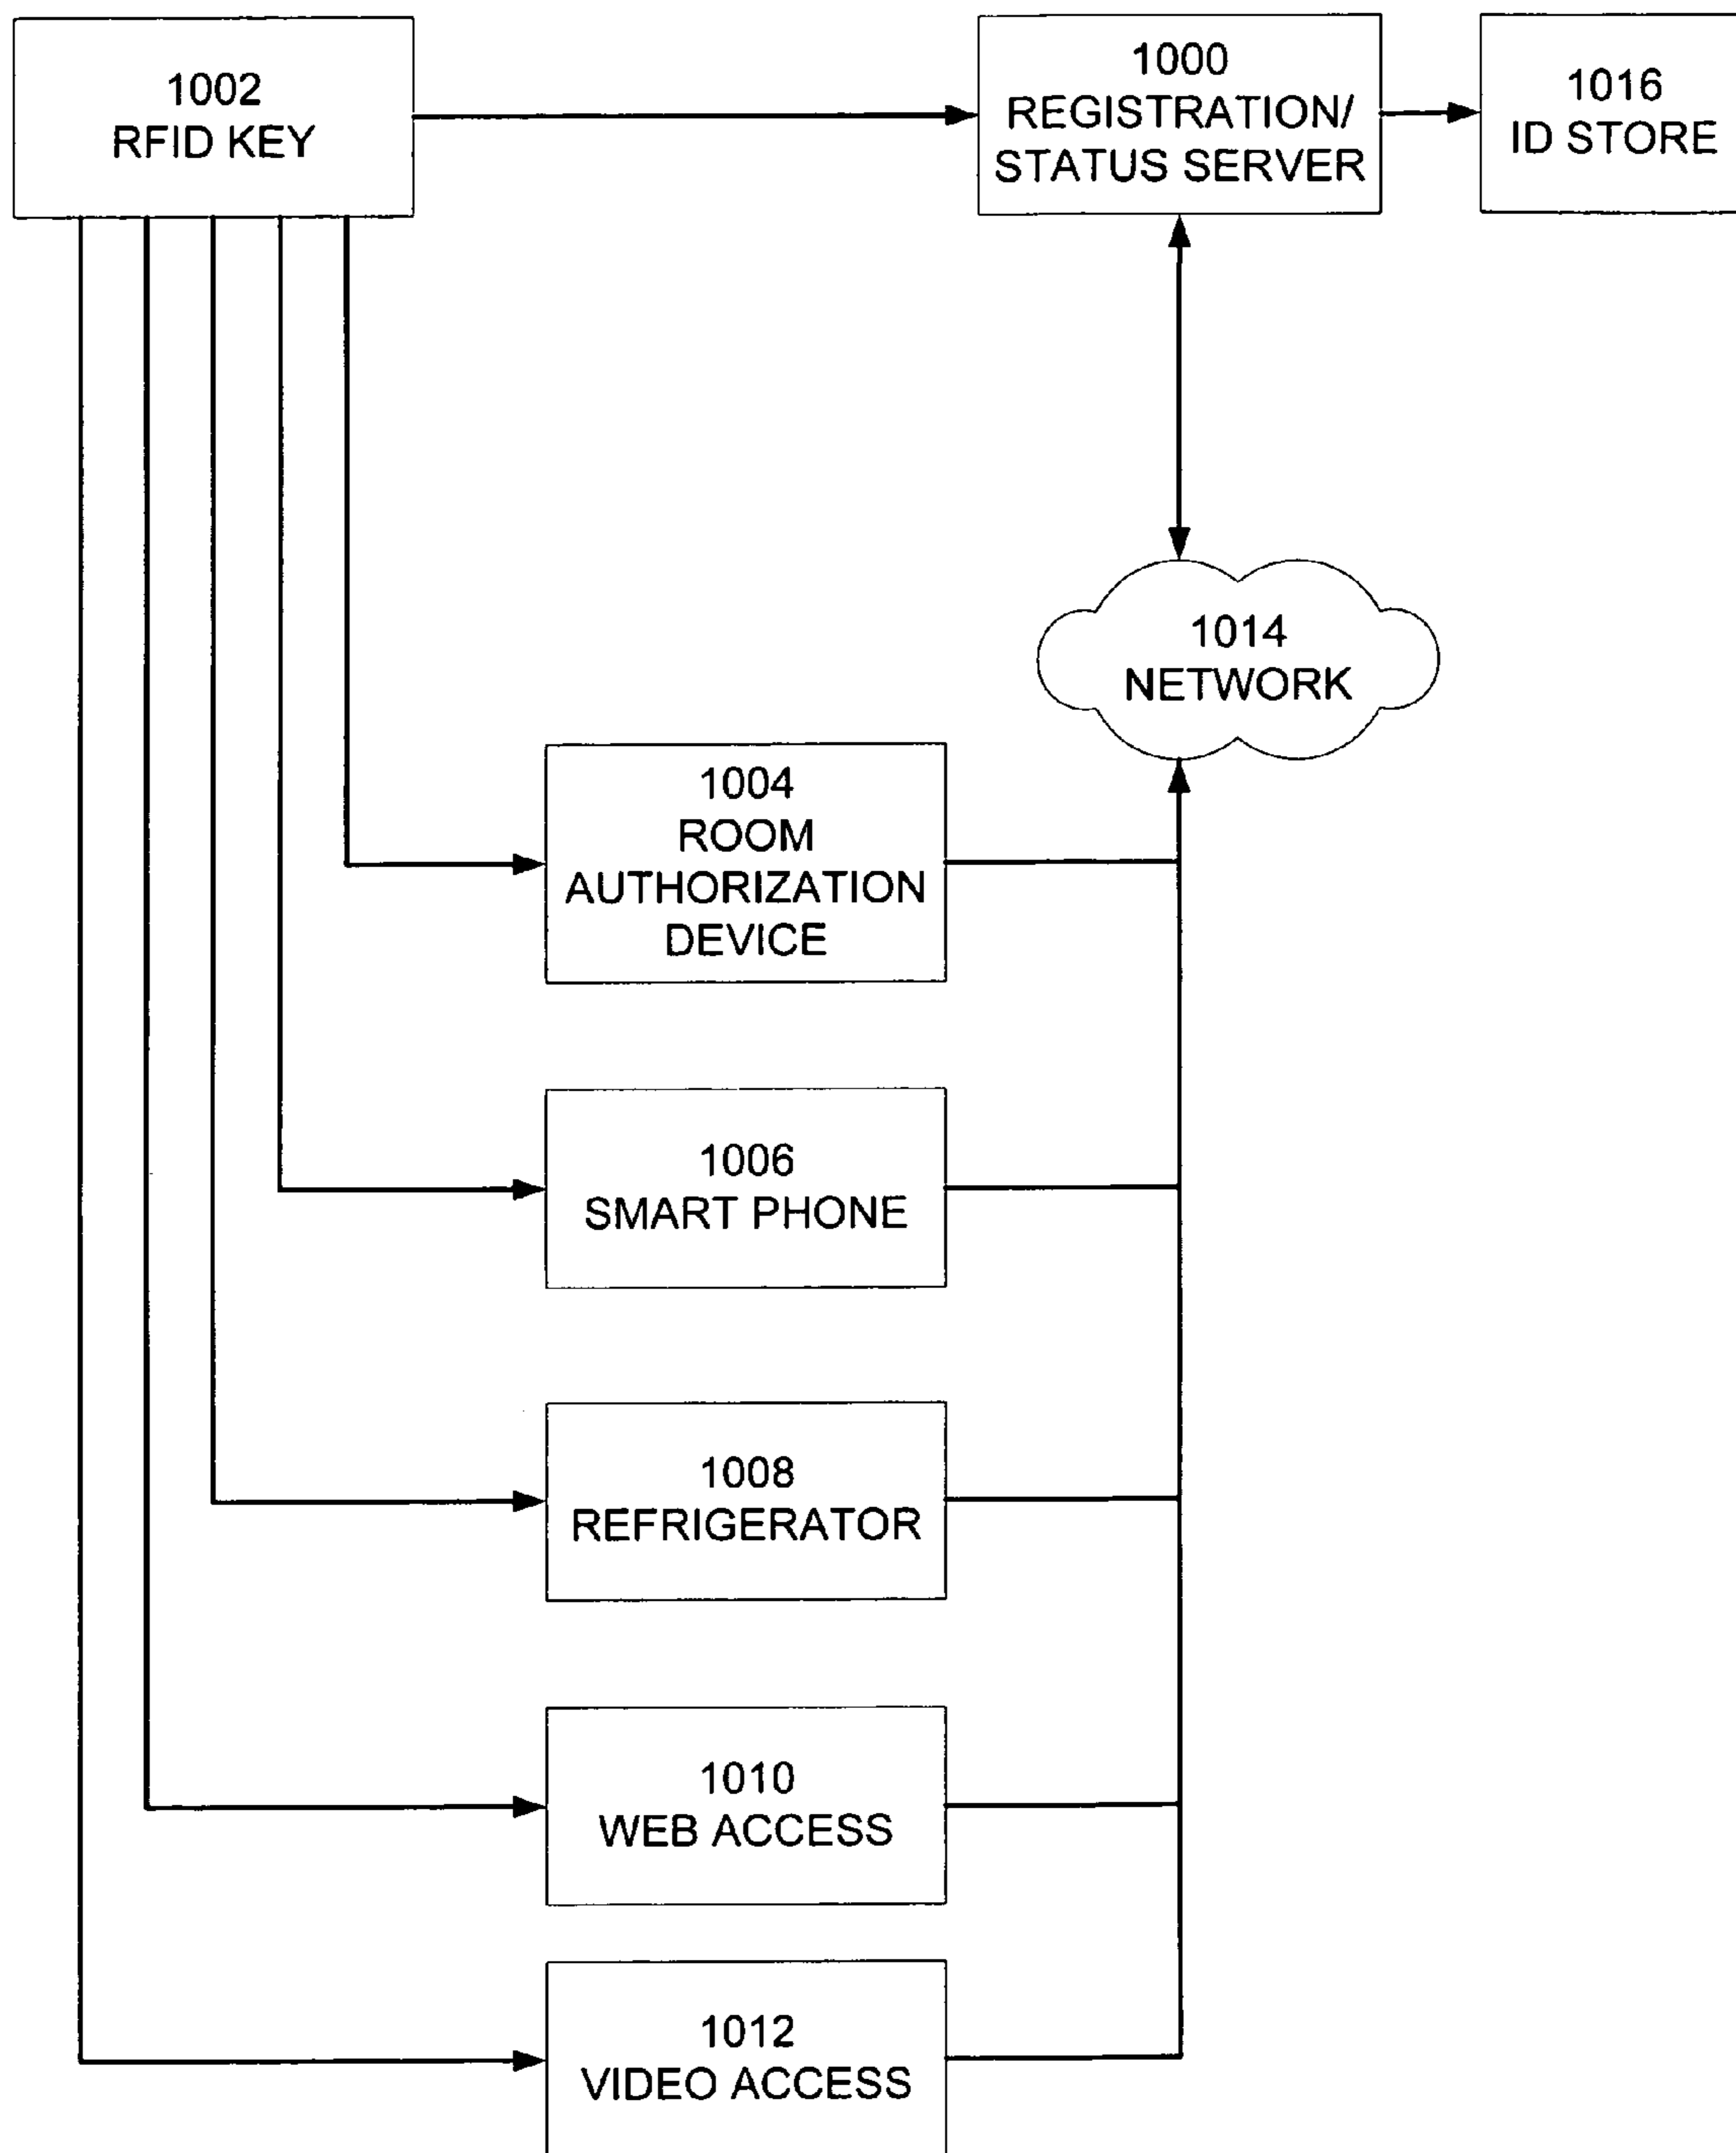 1002
RFID KEY
1000
REGISTRATION/
STATUS SERVER
1016
ID STORE
1014
NETWORK
1004
ROOM
AUTHORIZATION
DEVICE
1006
SMART PHONE
1008
REFRIGERATOR
1010
WEB ACCESS
1012
VIDEO ACCESS